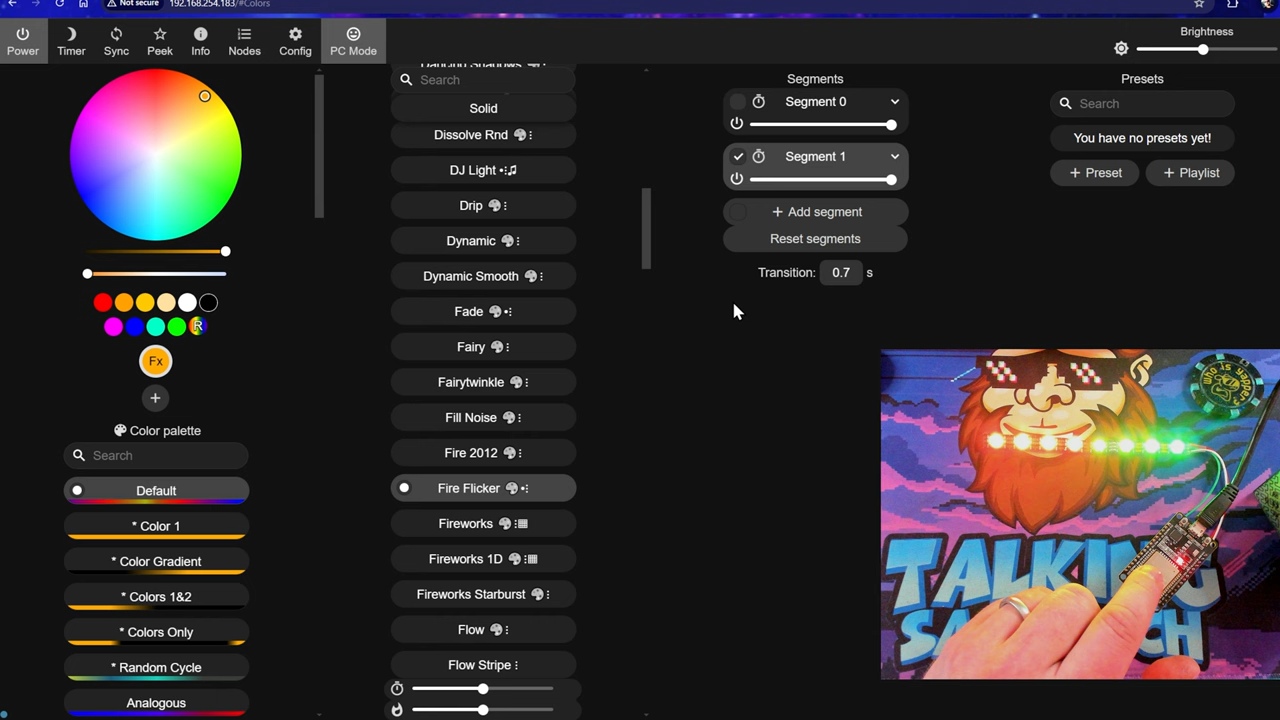 Not secure 192.168.254.183/#Colors
Power
Timer
Sync
Peek
Info
Nodes
Config
PC Mode
Brightness
Fx
R
Color palette
Search
Default
* Color 1
* Color Gradient
* Colors 1&2
* Colors Only
* Random Cycle
Analogous
Dancing Shadows
Search
Solid
Dissolve Rnd
DJ Light
Drip
Dynamic
Dynamic Smooth
Fade
Fairy
Fairytwinkle
Fill Noise
Fire 2012
Fire Flicker
Fireworks
Fireworks 1D
Fireworks Starburst
Flow
Flow Stripe
Segments
Segment 0
Segment 1
+ Add segment
Reset segments
Transition: 0.7 s
Presets
Search
You have no presets yet!
+ Preset
+ Playlist